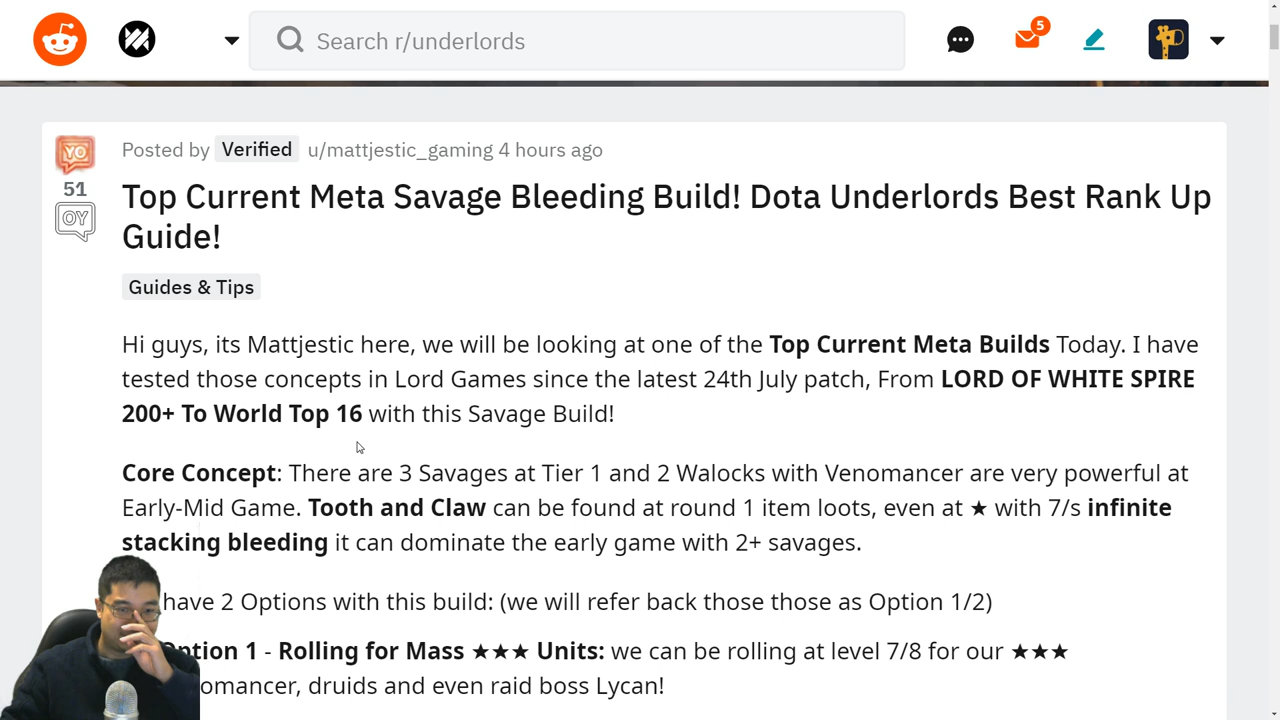 Search r/underlords
5
YO
Posted by Verified u/mattjestic_gaming 4 hours ago
51
Top Current Meta Savage Bleeding Build! Dota Underlords Best Rank Up
OY
Guide!
Guides & Tips
Hi guys, its Mattjestic here, we will be looking at one of the Top Current Meta Builds Today. I have
tested those concepts in Lord Games since the latest 24th July patch, From LORD OF WHITE SPIRE
200+ To World Top 16 with this Savage Build!
Core Concept: There are 3 Savages at Tier 1 and 2 Walocks with Venomancer are very powerful at
Early-Mid Game. Tooth and Claw can be found at round 1 item loots, even at ★ with 7/s infinite
stacking bleeding it can dominate the early game with 2+ savages.
have 2 Options with this build: (we will refer back those those as Option 1/2)
Option 1 - Rolling for Mass ★★★ Units: we can be rolling at level 7/8 for our ★★★
omancer, druids and even raid boss Lycan!